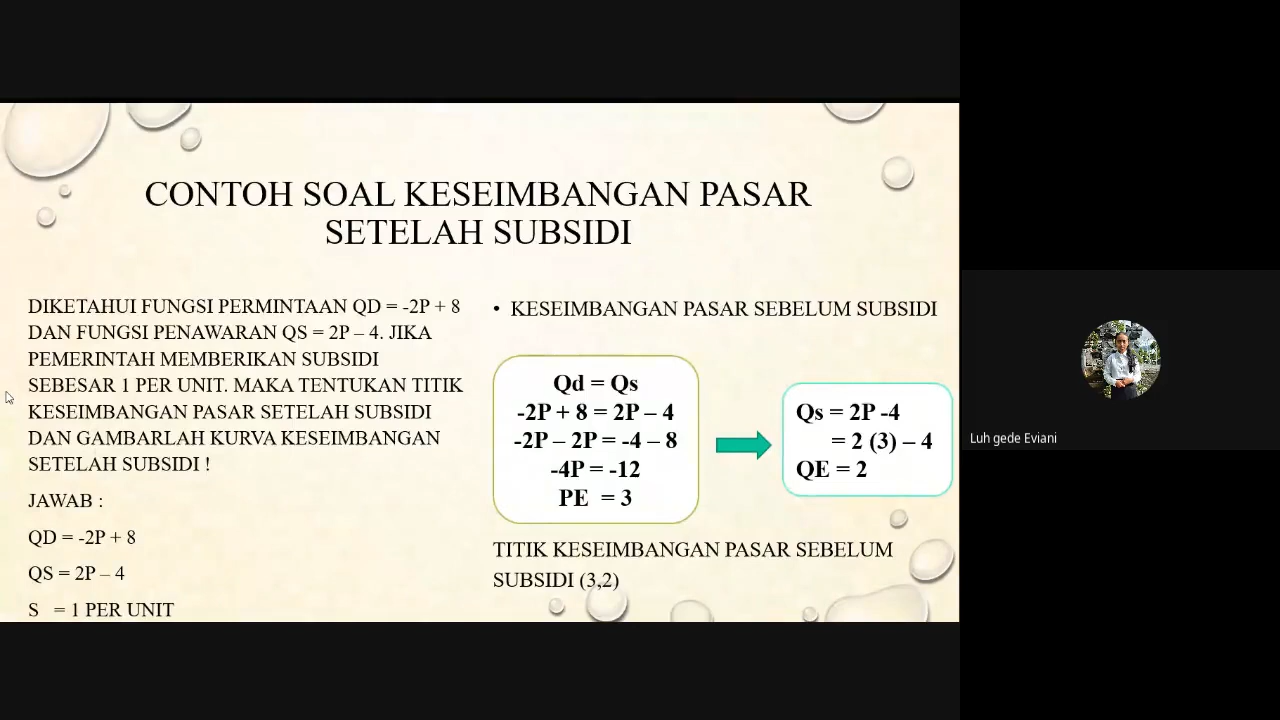 CONTOH SOAL KESEIMBANGAN PASAR
SETELAH SUBSIDI
DIKETAHUI FUNGSI PERMINTAAN QD = -2P + 8
DAN FUNGSI PENAWARAN QS = 2P – 4. JIKA
PEMERINTAH MEMBERIKAN SUBSIDI
SEBESAR 1 PER UNIT. MAKA TENTUKAN TITIK
KESEIMBANGAN PASAR SETELAH SUBSIDI
DAN GAMBARLAH KURVA KESEIMBANGAN
SETELAH SUBSIDI !
JAWAB :
QD = -2P + 8
QS = 2P – 4
S = 1 PER UNIT
• KESEIMBANGAN PASAR SEBELUM SUBSIDI
Qd = Qs
-2P + 8 = 2P – 4
-2P – 2P = -4 – 8
-4P = -12
PE = 3
Qs = 2P -4
= 2 (3) – 4
QE = 2
TITIK KESEIMBANGAN PASAR SEBELUM
SUBSIDI (3,2)
Luh gede Eviani